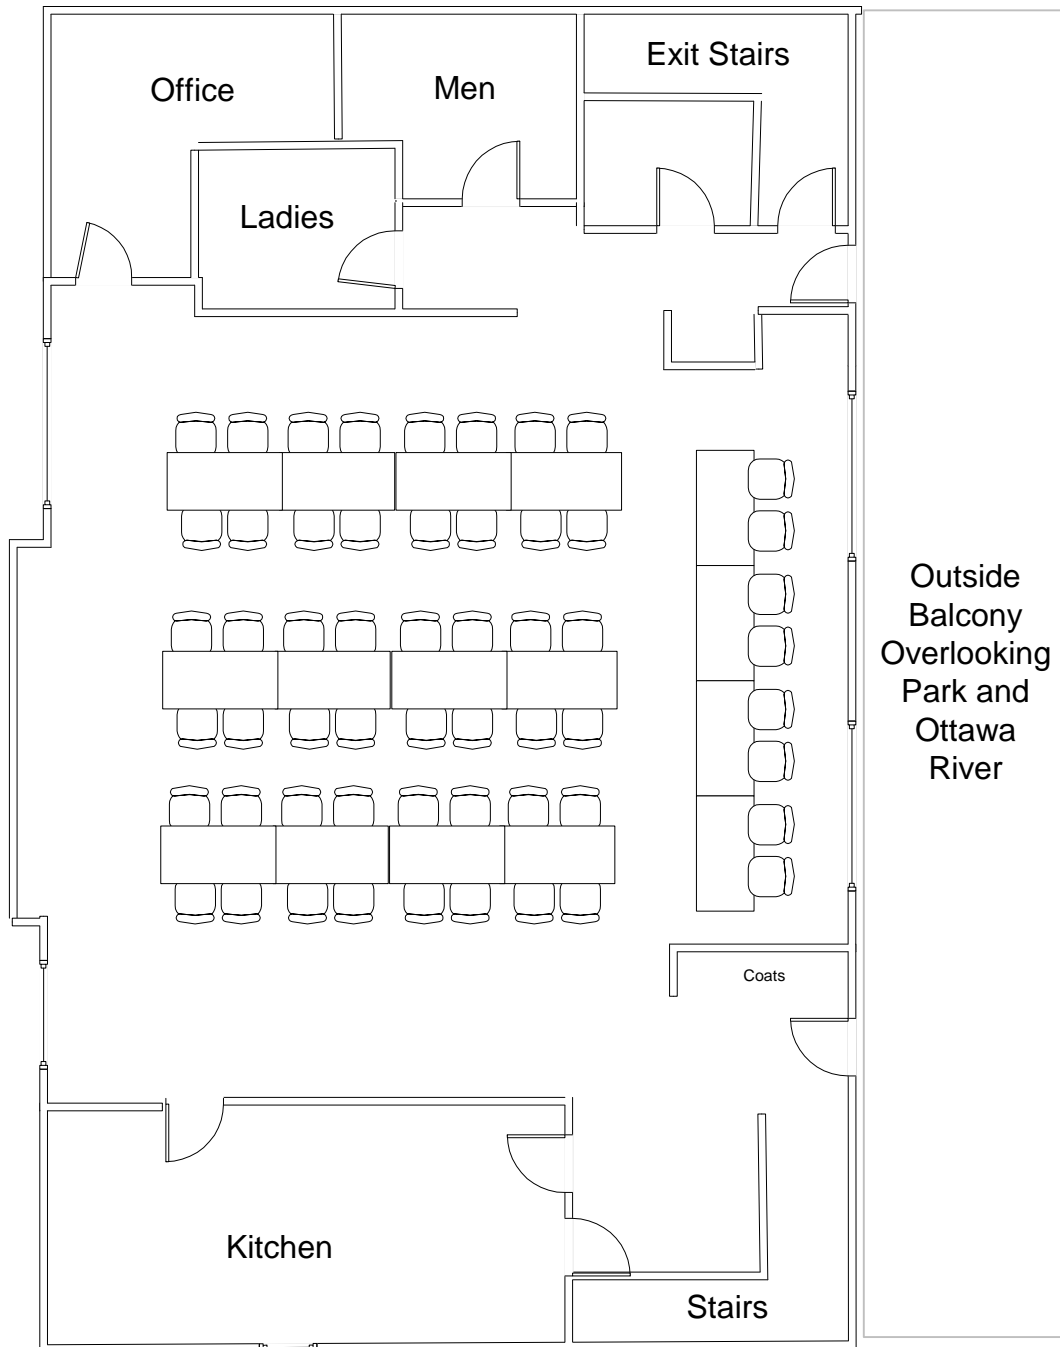 Office
Men
Exit Stairs
Ladies
Outside
Balcony
Overlooking
Park and
Ottawa
River
Coats
Kitchen
Stairs